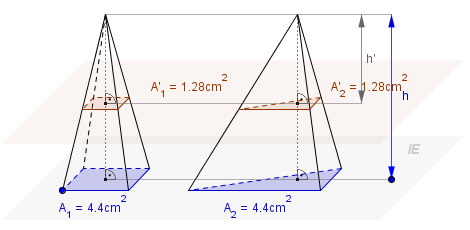 h'
A'₁ = 1.28cm²
A'₂ = 1.28cm²
h
IE
A₁ = 4.4cm²
A₂ = 4.4cm²